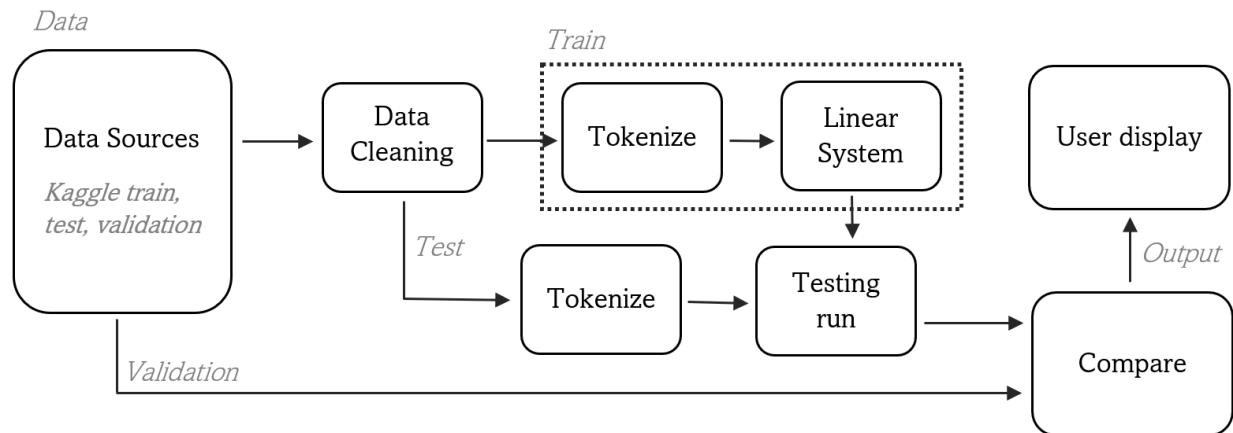 Data
Data Sources
Kaggle train,
test, validation
Data
Cleaning
Train
Tokenize
Linear
System
User display
Test
Tokenize
Testing
run
Output
Validation
Compare